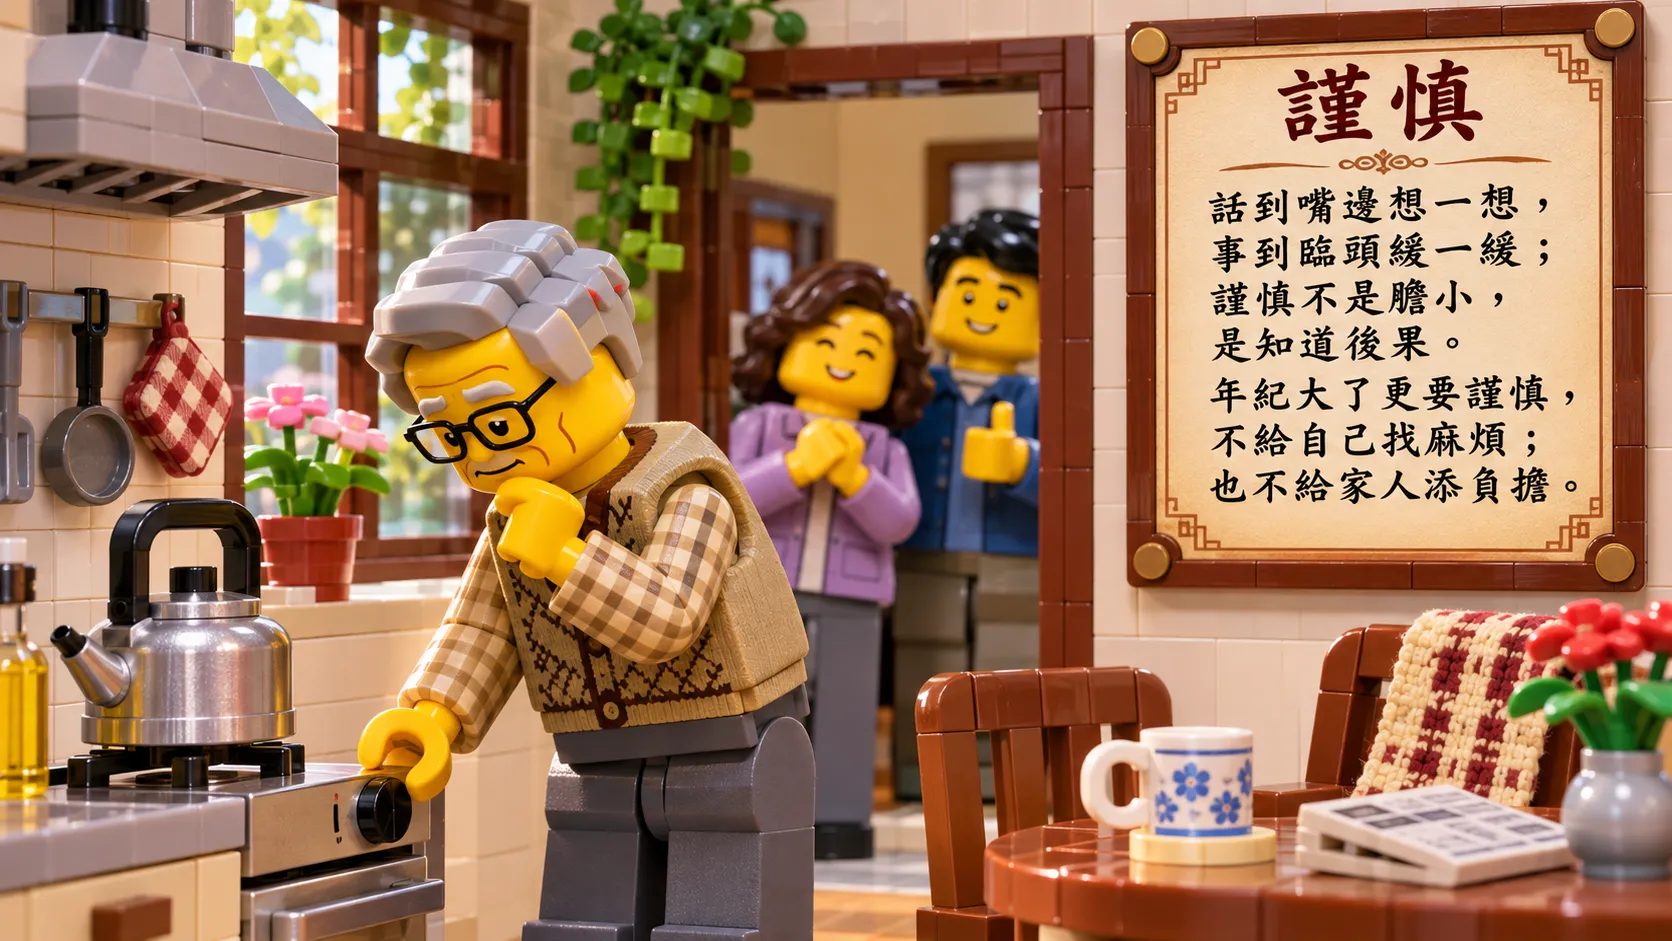 謹慎
話到嘴邊想一想，
事到臨頭緩一緩；
謹慎不是膽小，
是知道後果。
年紀大了更要謹慎，
不給自己找麻煩；
也不給家人添負擔。